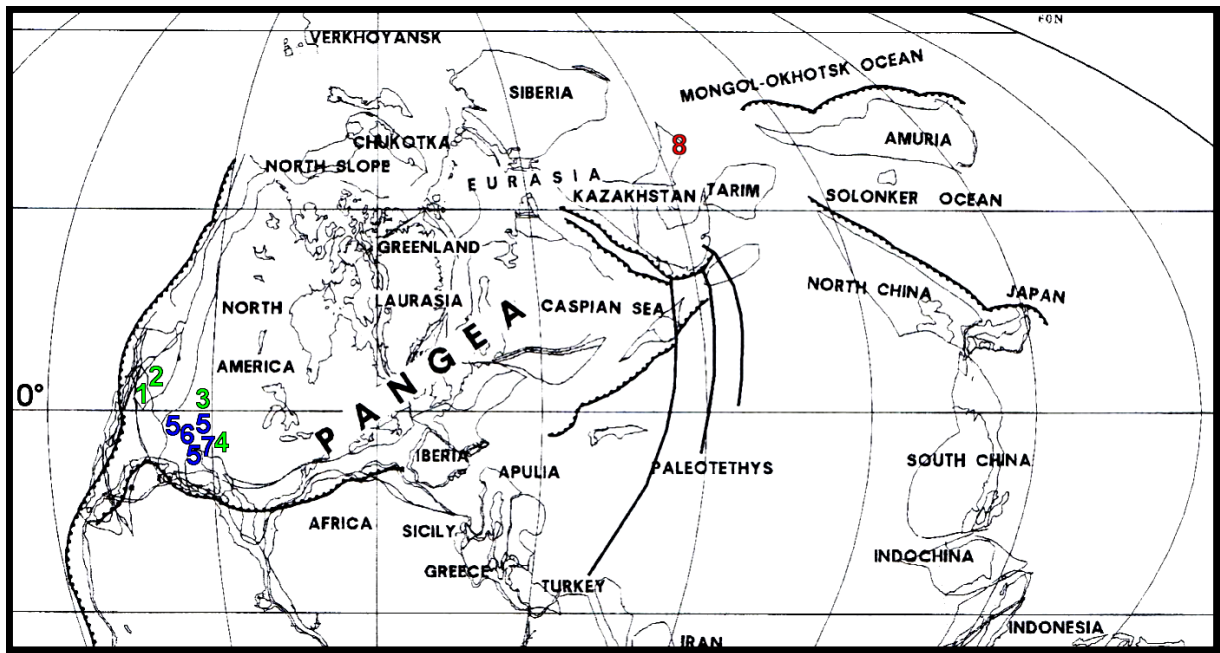 VERKHOYANSK
MONGOL-OKHOTSK OCEAN
SIBERIA
AMURIA
8
CHUKOTKA
NORTH SLOPE
EURASIA
KAZAKHSTAN
TARIM
SOLONKER OCEAN
GREENLAND
NORTH CHINA
JAPAN
NORTH
LAURASIA
CASPIAN SEA
PANGEA
AMERICA
2
1
0°
3
5
5
6
7
4
5
IBERIA
APULIA
PALEOTETHYS
SOUTH CHINA
AFRICA
SICILY
INDOCHINA
GREECE
TURKEY
INDONESIA
IRAN